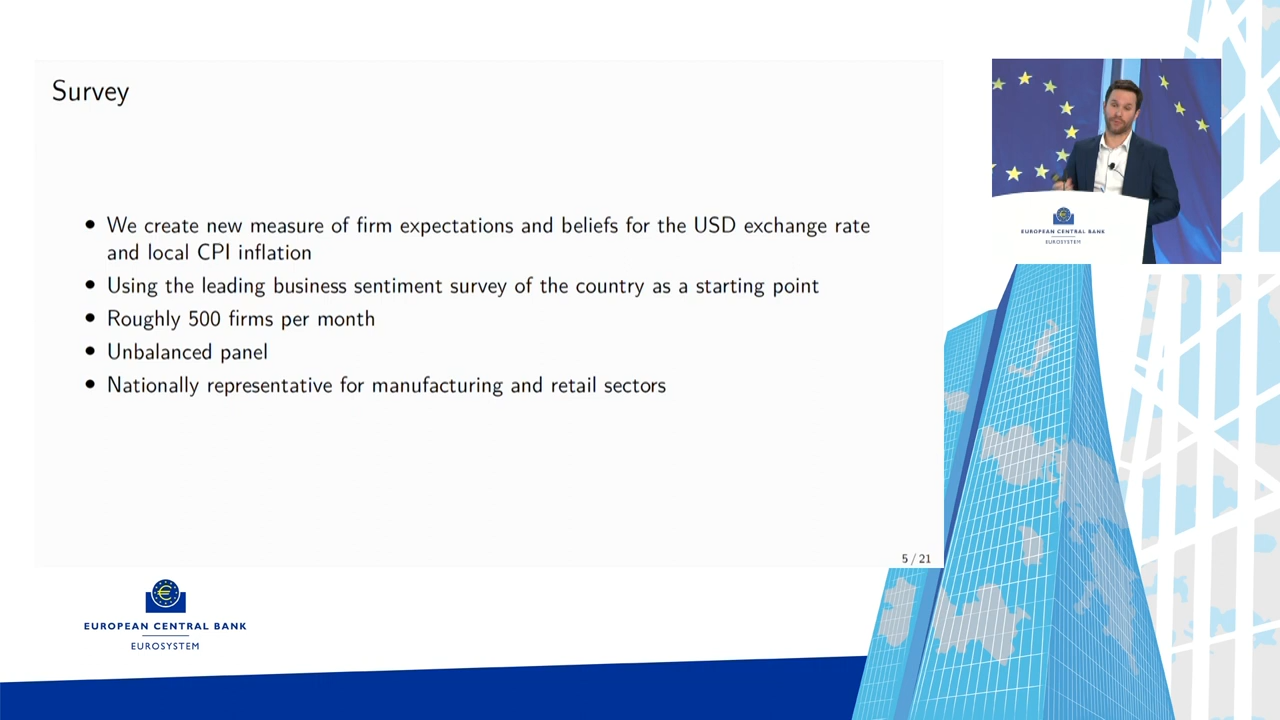 Survey
• We create new measure of firm expectations and beliefs for the USD exchange rate
and local CPI inflation
• Using the leading business sentiment survey of the country as a starting point
• Roughly 500 firms per month
• Unbalanced panel
• Nationally representative for manufacturing and retail sectors
5 / 21
EUROPEAN CENTRAL BANK
EUROSYSTEM
EUROPEAN CENTRAL BANK
EUROSYSTEM